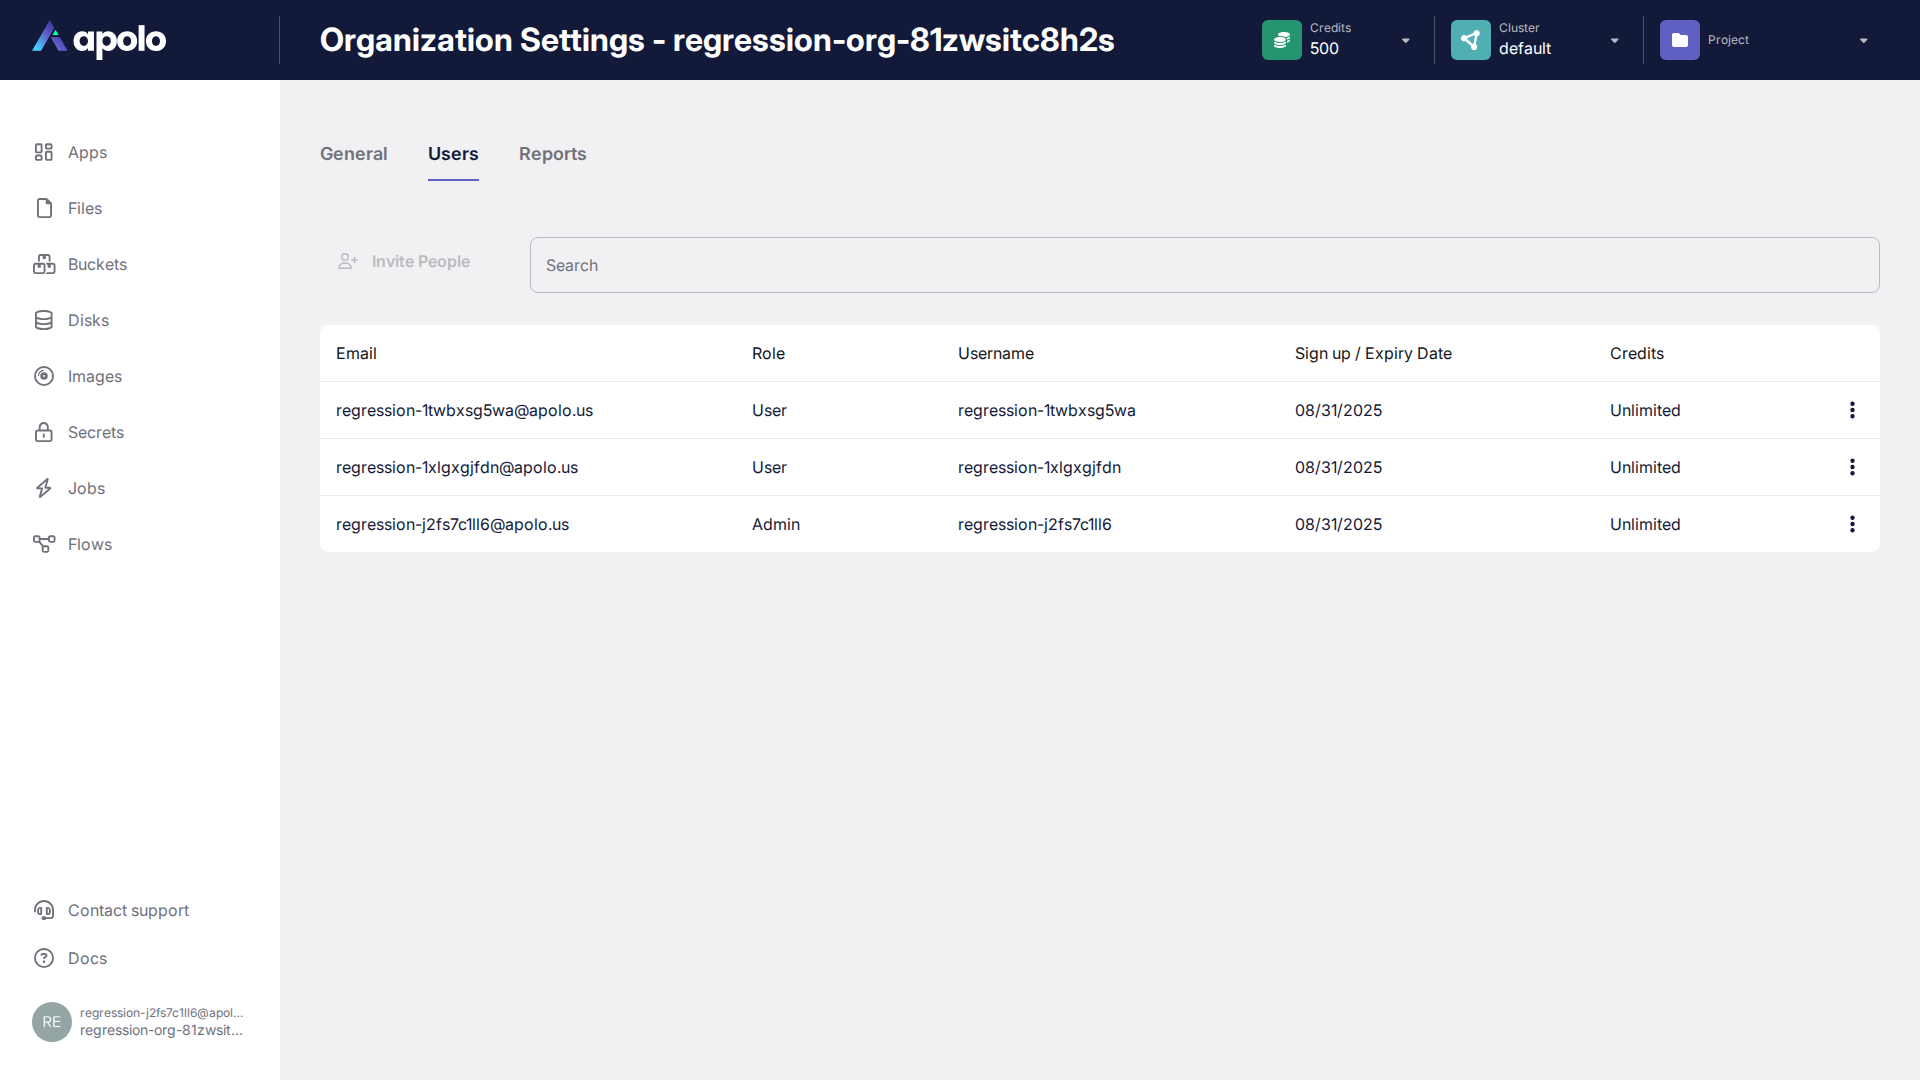 apolo
Organization Settings - regression-org-81zwsitc8h2s
Credits
500
Cluster
default
Project
Apps
Files
Buckets
Disks
Images
Secrets
Jobs
Flows
General Users Reports
Invite People
Search
Email Role Username Sign up / Expiry Date Credits
regression-1twbxsg5wa@apolo.us User regression-1twbxsg5wa 08/31/2025 Unlimited
regression-1xlgxgjfdn@apolo.us User regression-1xlgxgjfdn 08/31/2025 Unlimited
regression-j2fs7c1ll6@apolo.us Admin regression-j2fs7c1ll6 08/31/2025 Unlimited
Contact support
Docs
RE
regression-j2fs7c1ll6@apol...
regression-org-81zwsit...